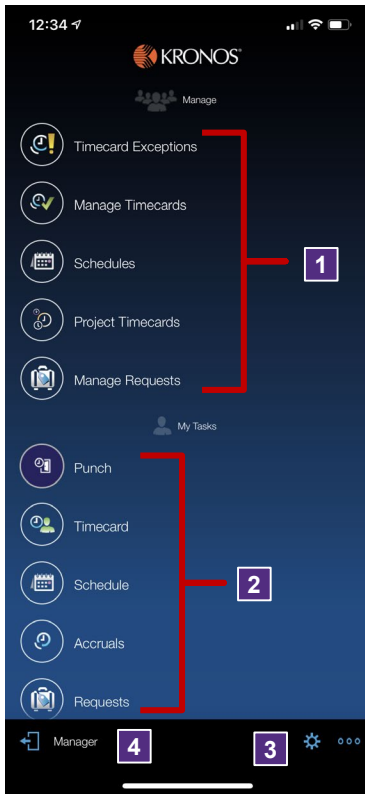 12:34
KRONOS®
Manage
Timecard Exceptions
Manage Timecards
Schedules
1
Project Timecards
Manage Requests
My Tasks
Punch
Timecard
Schedule
2
Accruals
Requests
Manager
4
3